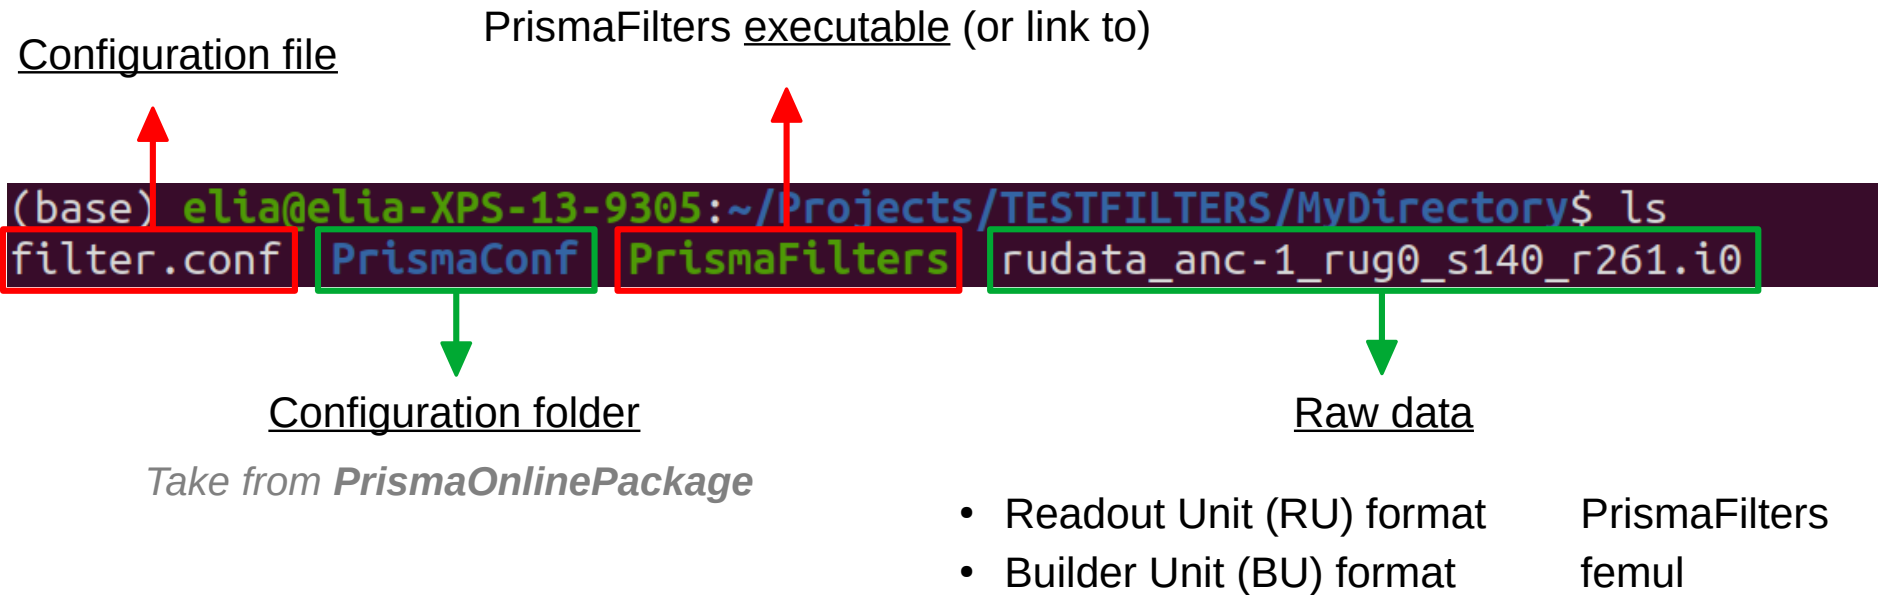 PrismaFilters executable (or link to)
Configuration file
(base) elia@elia-XPS-13-9305:~/Projects/TESTFILTERS/MyDirectory$ ls
filter.conf PrismaConf PrismaFilters rudata_anc-1_rug0_s140_r261.i0
Configuration folder
Raw data
Take from PrismaOnlinePackage
• Readout Unit (RU) format PrismaFilters
• Builder Unit (BU) format femul